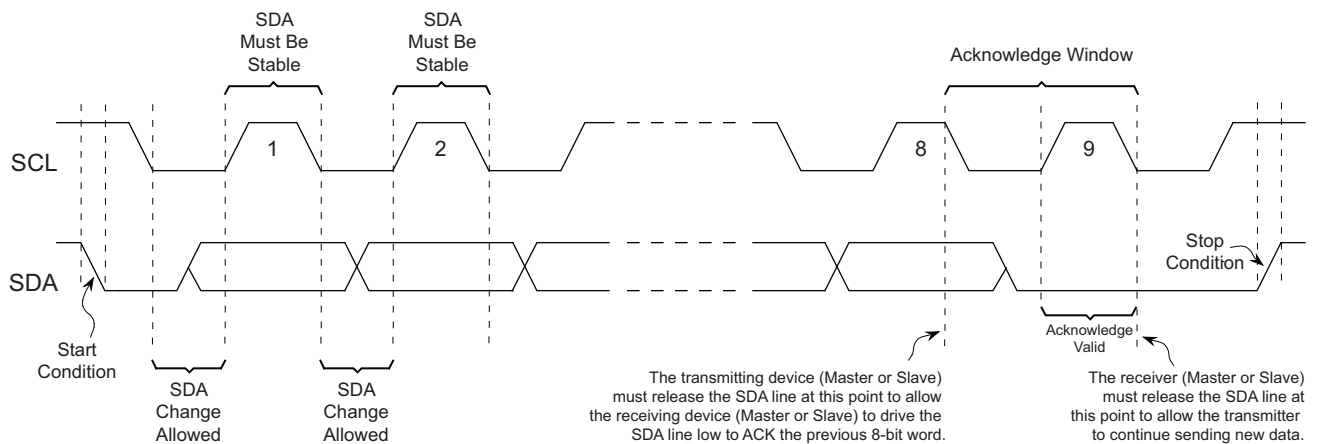 SDA
Must Be
Stable
SDA
Must Be
Stable
Acknowledge Window
SCL
1
2
8
9
SDA
Stop
Condition
Start
Condition
SDA
Change
Allowed
SDA
Change
Allowed
Acknowledge
Valid
The transmitting device (Master or Slave)
must release the SDA line at this point to allow
the receiving device (Master or Slave) to drive the
SDA line low to ACK the previous 8-bit word.
The receiver (Master or Slave)
must release the SDA line at
this point to allow the transmitter
to continue sending new data.